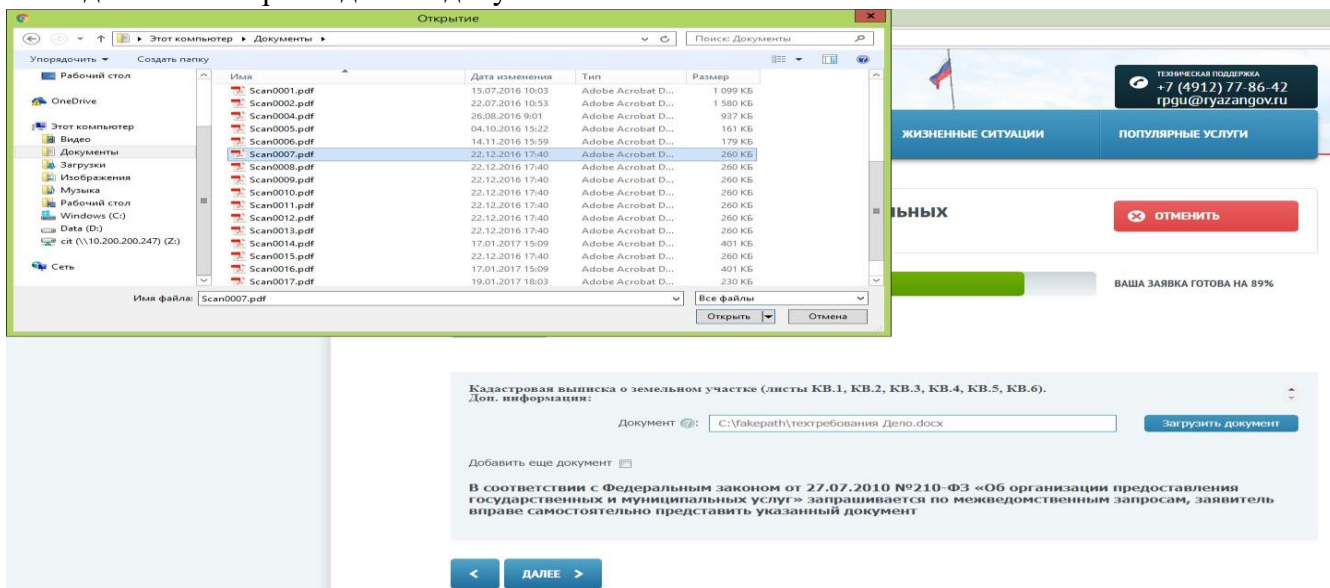 Открытие
Этот компьютер ▸ Документы ▸
Поиск: Документы
Упорядочить
Создать папку
Рабочий стол
OneDrive
Этот компьютер
Видео
Документы
Загрузки
Изображения
Музыка
Рабочий стол
Windows (C:)
Data (D:)
cit (\\10.200.200.247) (Z:)
Сеть
Имя Дата изменения Тип Размер
Scan0001.pdf 15.07.2016 10:03 Adobe Acrobat D... 1 099 КБ
Scan0002.pdf 22.07.2016 10:53 Adobe Acrobat D... 1 580 КБ
Scan0004.pdf 26.08.2016 9:01 Adobe Acrobat D... 937 КБ
Scan0005.pdf 04.10.2016 15:22 Adobe Acrobat D... 161 КБ
Scan0006.pdf 14.11.2016 15:59 Adobe Acrobat D... 179 КБ
Scan0007.pdf 22.12.2016 17:40 Adobe Acrobat D... 260 КБ
Scan0008.pdf 22.12.2016 17:40 Adobe Acrobat D... 260 КБ
Scan0009.pdf 22.12.2016 17:40 Adobe Acrobat D... 260 КБ
Scan0010.pdf 22.12.2016 17:40 Adobe Acrobat D... 260 КБ
Scan0011.pdf 22.12.2016 17:40 Adobe Acrobat D... 260 КБ
Scan0012.pdf 22.12.2016 17:40 Adobe Acrobat D... 260 КБ
Scan0013.pdf 22.12.2016 17:40 Adobe Acrobat D... 260 КБ
Scan0014.pdf 17.01.2017 15:09 Adobe Acrobat D... 401 КБ
Scan0015.pdf 22.12.2016 17:40 Adobe Acrobat D... 260 КБ
Scan0016.pdf 17.01.2017 15:09 Adobe Acrobat D... 401 КБ
Scan0017.pdf 19.01.2017 18:03 Adobe Acrobat D... 230 КБ
Имя файла: Scan0007.pdf
Все файлы
Открыть
Отмена
ТЕХНИЧЕСКАЯ ПОДДЕРЖКА
+7 (4912) 77-86-42
rpgu@ryazangov.ru
ЖИЗНЕННЫЕ СИТУАЦИИ
ПОПУЛЯРНЫЕ УСЛУГИ
ЬНЫХ
ОТМЕНИТЬ
ВАША ЗАЯВКА ГОТОВА НА 89%
Кадастровая выписка о земельном участке (листы КВ.1, КВ.2, КВ.3, КВ.4, КВ.5, КВ.6).
Доп. информация:
Документ : C:\fakepath\техтребования Дело.docx
Загрузить документ
Добавить еще документ
В соответствии с Федеральным законом от 27.07.2010 №210-ФЗ «Об организации предоставления
государственных и муниципальных услуг» запрашивается по межведомственным запросам, заявитель
вправе самостоятельно представить указанный документ
<
ДАЛЕЕ >